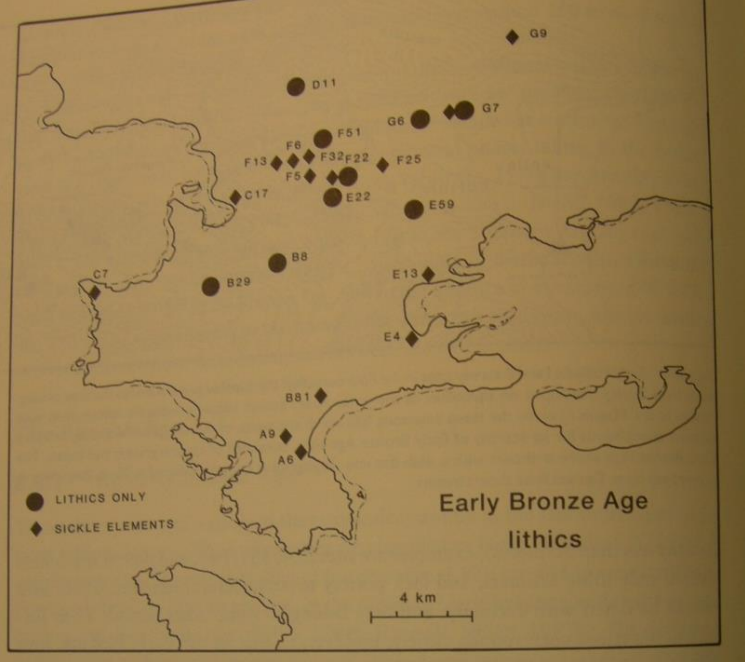 G9
D11
G6
G7
F51
F6
F13
F32
F22
F25
F5
C17
E22
E59
B8
E13
C7
B29
E4
B81
A9
A6
LITHICS ONLY
SICKLE ELEMENTS
Early Bronze Age
lithics
4 km